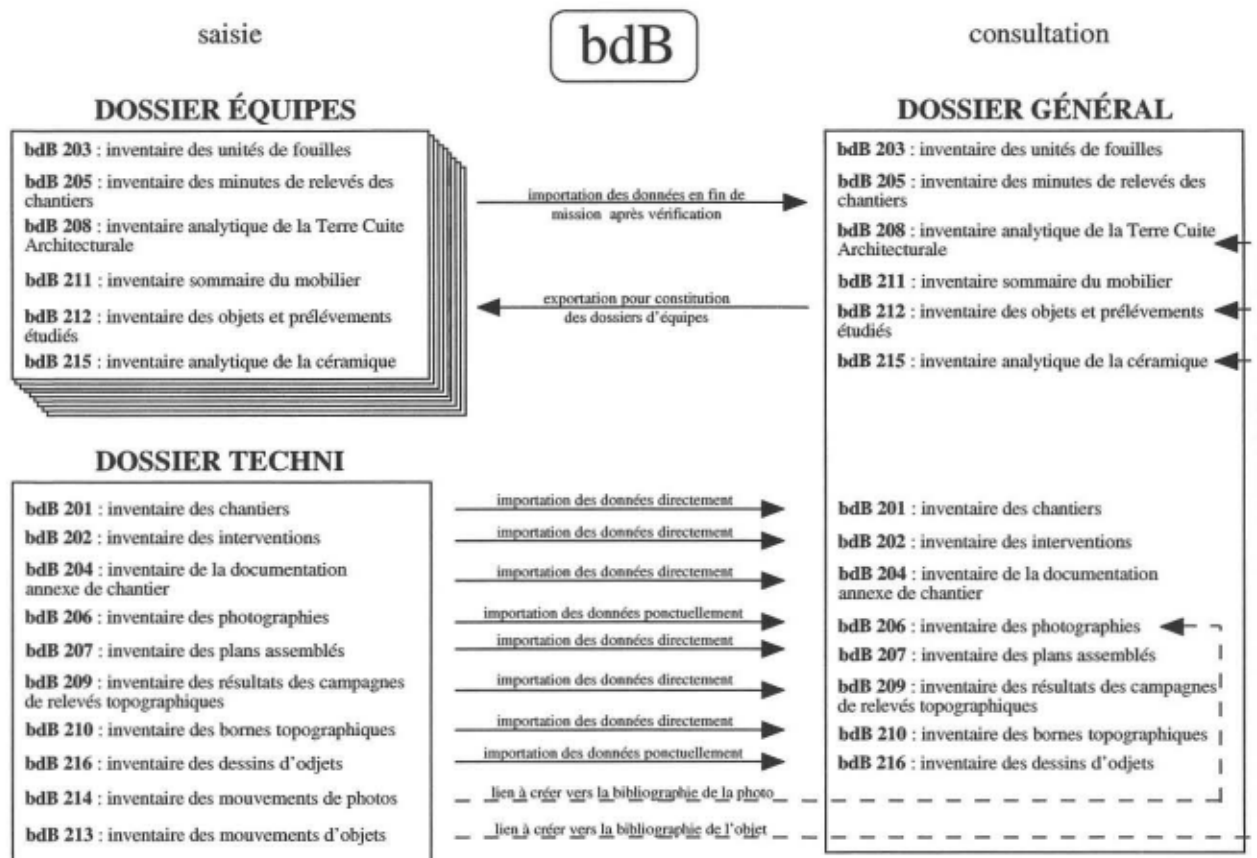 saisie
bdB
consultation
DOSSIER ÉQUIPES
bdB 203 : inventaire des unités de fouilles
bdB 205 : inventaire des minutes de relevés des
chantiers
bdB 208 : inventaire analytique de la Terre Cuite
Architecturale
bdB 211 : inventaire sommaire du mobilier
bdB 212 : inventaire des objets et prélévements
étudiés
bdB 215 : inventaire analytique de la céramique
importation des données en fin de
mission après vérification
exportation pour constitution
des dossiers d'équipes
DOSSIER GÉNÉRAL
bdB 203 : inventaire des unités de fouilles
bdB 205 : inventaire des minutes de relevés des
chantiers
bdB 208 : inventaire analytique de la Terre Cuite
Architecturale
bdB 211 : inventaire sommaire du mobilier
bdB 212 : inventaire des objets et prélévements
étudiés
bdB 215 : inventaire analytique de la céramique
DOSSIER TECHNI
bdB 201 : inventaire des chantiers
bdB 202 : inventaire des interventions
bdB 204 : inventaire de la documentation
annexe de chantier
bdB 206 : inventaire des photographies
bdB 207 : inventaire des plans assemblés
bdB 209 : inventaire des résultats des campagnes
de relevés topographiques
bdB 210 : inventaire des bornes topographiques
bdB 216 : inventaire des dessins d'odjets
bdB 214 : inventaire des mouvements de photos
bdB 213 : inventaire des mouvements d'objets
importation des données directement
importation des données directement
importation des données directement
importation des données ponctuellement
importation des données directement
importation des données directement
importation des données directement
importation des données ponctuellement
lien à créer vers la bibliographie de la photo
lien à créer vers la bibliographie de l'objet
bdB 201 : inventaire des chantiers
bdB 202 : inventaire des interventions
bdB 204 : inventaire de la documentation
annexe de chantier
bdB 206 : inventaire des photographies
bdB 207 : inventaire des plans assemblés
bdB 209 : inventaire des résultats des campagnes
de relevés topographiques
bdB 210 : inventaire des bornes topographiques
bdB 216 : inventaire des dessins d'odjets